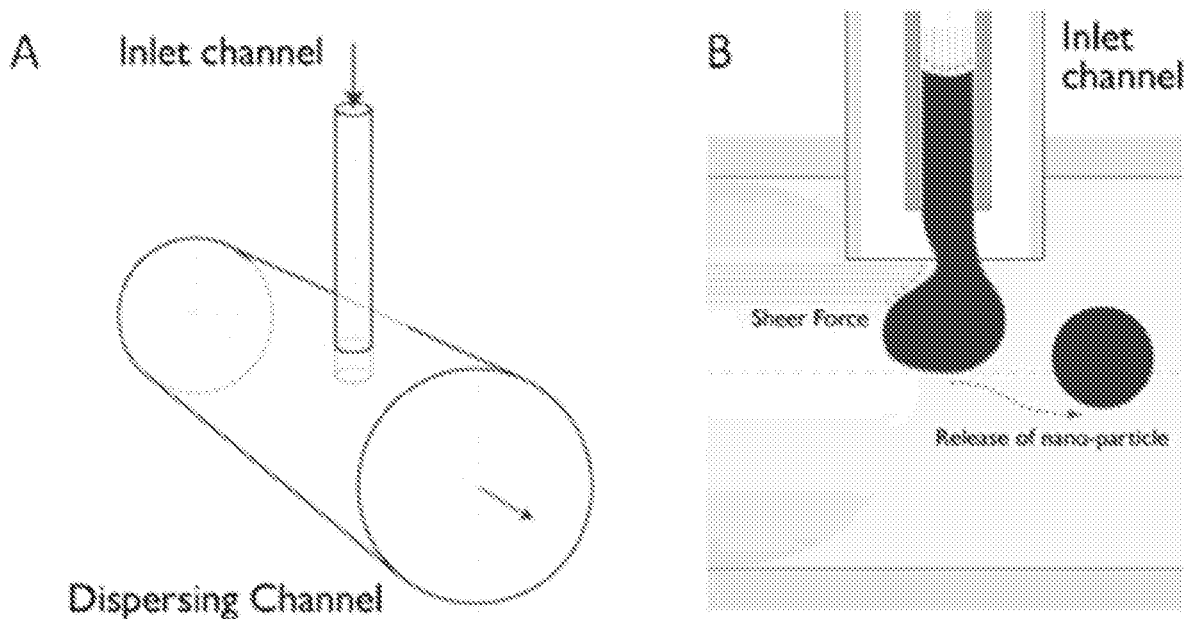 A
Inlet channel
Dispersing Channel
B
Inlet
channel
Sheer Force
Release of nano-particle